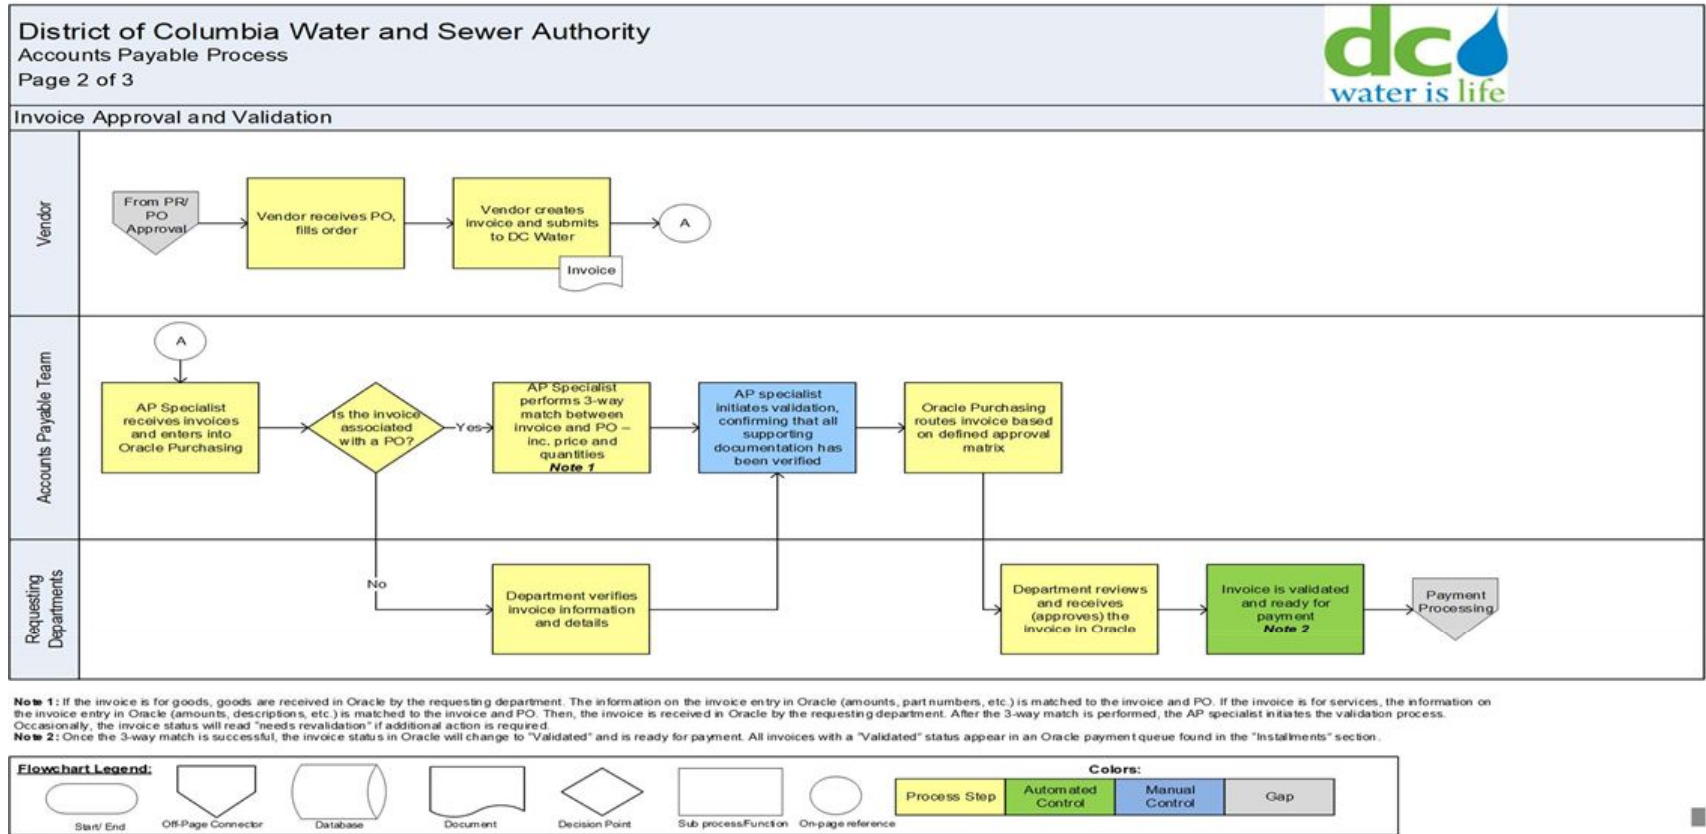 District of Columbia Water and Sewer Authority
Accounts Payable Process
Page 2 of 3
dc
water is life
Invoice Approval and Validation
Vendor
From PR/
PO
Approval
Vendor receives PO,
fills order
Vendor creates
invoice and submits
to DC Water
Invoice
A
Accounts Payable Team
A
AP Specialist
receives invoices
and enters into
Oracle Purchasing
Is the invoice
associated
with a PO?
Yes
AP Specialist
performs 3-way
match between
invoice and PO –
inc. price and
quantities
Note 1
AP specialist
initiates validation,
confirming that all
supporting
documentation has
been verified
Oracle Purchasing
routes invoice based
on defined approval
matrix
Requesting
Departments
No
Department verifies
invoice information
and details
Department reviews
and receives
(approves) the
invoice in Oracle
Invoice is validated
and ready for
payment
Note 2
Payment
Processing
Note 1: If the invoice is for goods, goods are received in Oracle by the requesting department. The information on the invoice entry in Oracle (amounts, part numbers, etc.) is matched to the invoice and PO. If the invoice is for services, the information on
the invoice entry in Oracle (amounts, descriptions, etc.) is matched to the invoice and PO. Then, the invoice is received in Oracle by the requesting department. After the 3-way match is performed, the AP specialist initiates the validation process.
Occasionally, the invoice status will read "needs revalidation" if additional action is required.
Note 2: Once the 3-way match is successful, the invoice status in Oracle will change to "Validated" and is ready for payment. All invoices with a "Validated" status appear in an Oracle payment queue found in the "Installments" section.
Flowchart Legend:
Start/ End
Off-Page Connector
Database
Document
Decision Point
Sub process/Function
On-page reference
Colors:
Process Step
Automated
Control
Manual
Control
Gap